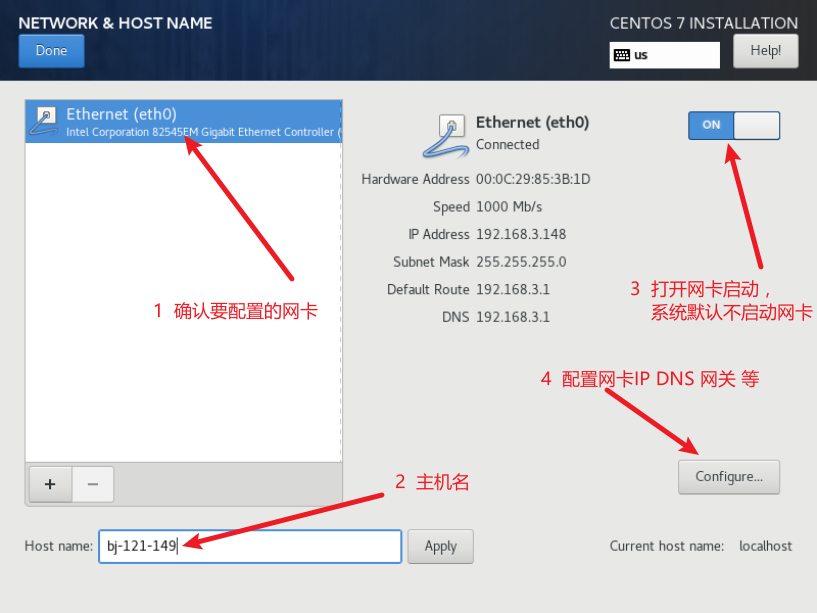 NETWORK & HOST NAME
CENTOS 7 INSTALLATION
Done
us
Help!
Ethernet (eth0)
Intel Corporation 82545EM Gigabit Ethernet Controller (
Ethernet (eth0)
Connected
ON
Hardware Address 00:0C:29:85:3B:1D
Speed 1000 Mb/s
IP Address 192.168.3.148
Subnet Mask 255.255.255.0
Default Route 192.168.3.1
DNS 192.168.3.1
1 确认要配置的网卡
3 打开网卡启动，
系统默认不启动网卡
4 配置网卡IP DNS 网关 等
2 主机名
+ −
Configure...
Host name: bj-121-149
Apply
Current host name: localhost